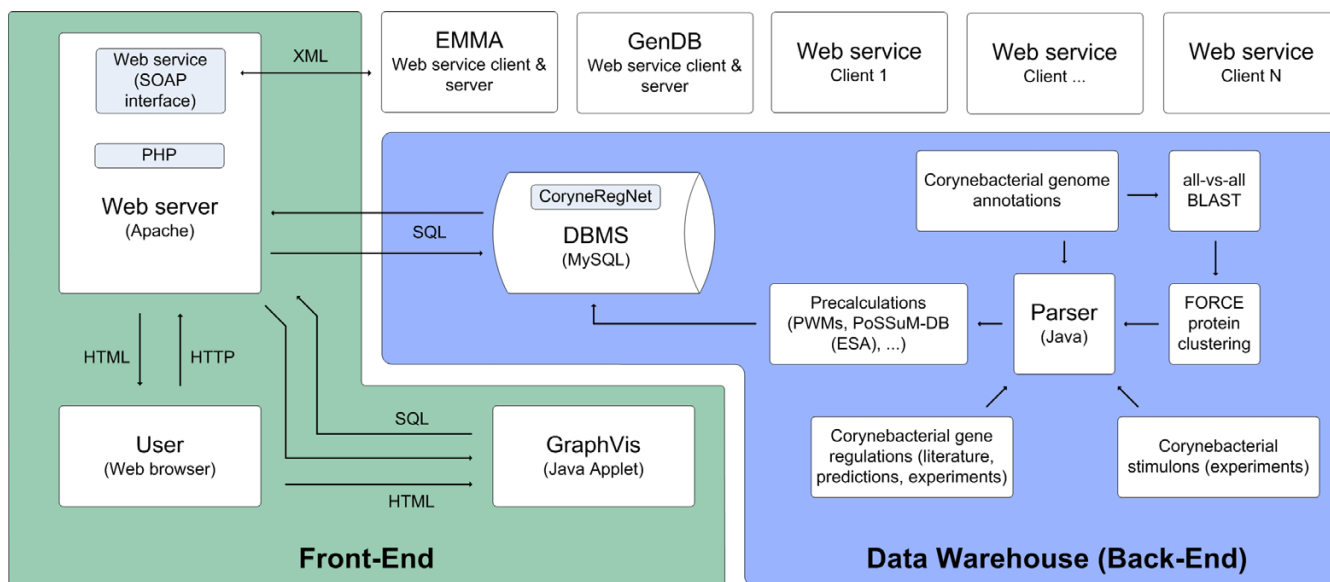 Web service
(SOAP
interface)
PHP
Web server
(Apache)
XML
EMMA
Web service client &
server
GenDB
Web service client &
server
Web service
Client 1
Web service
Client ...
Web service
Client N
SQL
CoryneRegNet
DBMS
(MySQL)
Corynebacterial genome
annotations
all-vs-all
BLAST
Precalculations
(PWMs, PoSSuM-DB
(ESA), ...)
Parser
(Java)
FORCE
protein
clustering
HTML
HTTP
User
(Web browser)
SQL
HTML
GraphVis
(Java Applet)
Corynebacterial gene
regulations (literature,
predictions, experiments)
Corynebacterial
stimulons (experiments)
Front-End
Data Warehouse (Back-End)